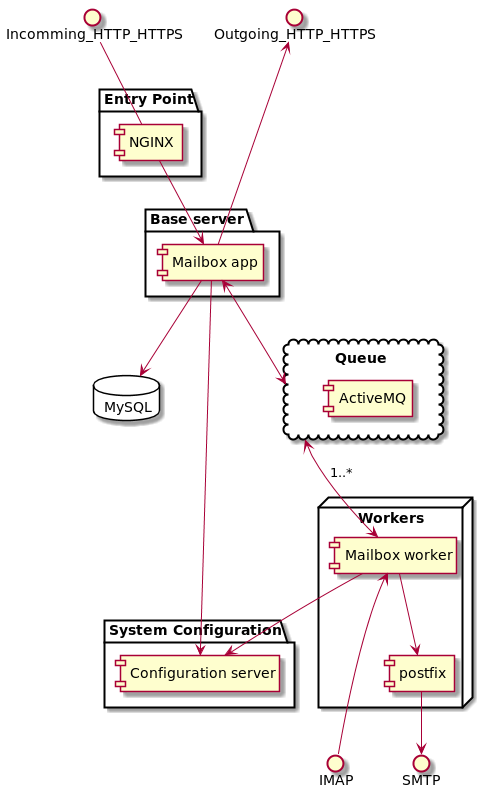 Incomming_HTTP_HTTPS
Outgoing_HTTP_HTTPS
Entry Point
NGINX
Base server
Mailbox app
Queue
MySQL
ActiveMQ
1..*
Workers
Mailbox worker
System Configuration
Configuration server
postfix
IMAP
SMTP